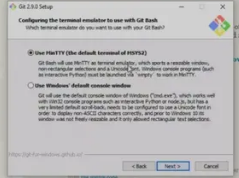 Git 2.9.0 Setup
Configuring the terminal emulator to use with Git Bash
Which terminal emulator do you want to use with your Git Bash?
Use MinTTY (the default terminal of MSYS2)
Git Bash will use MinTTY as terminal emulator, which sports a resizable window,
non-rectangular selections and a Unicode font. Windows console programs (such
as interactive Python) must be launched via `winpty` to work in MinTTY.
Use Windows' default console window
Git will use the default console window of Windows ("cmd.exe"), which works well
with Win32 console programs such as interactive Python or node.js, but has a
very limited default scroll-back, needs to be configured to use a Unicode font in
order to display non-ASCII characters correctly, and prior to Windows 10 its
window was not freely resizable and it only allowed rectangular text selections.
https://git-for-windows.github.io/
< Back
Next >
Cancel